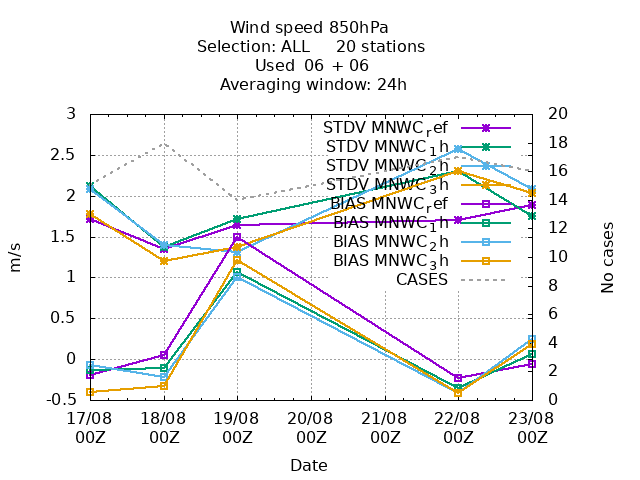 Wind speed 850hPa
Selection: ALL     20 stations
Used  06 + 06
Averaging window: 24h
3
2.5
2
1.5
1
0.5
0
-0.5
m/s
20
18
16
14
12
10
8
6
4
2
0
No cases
STDV MNWC_ref
STDV MNWC_1h
STDV MNWC_2h
STDV MNWC_3h
BIAS MNWC_ref
BIAS MNWC_1h
BIAS MNWC_2h
BIAS MNWC_3h
CASES
17/08 18/08 19/08 20/08 21/08 22/08 23/08
00Z 00Z 00Z 00Z 00Z 00Z 00Z
Date